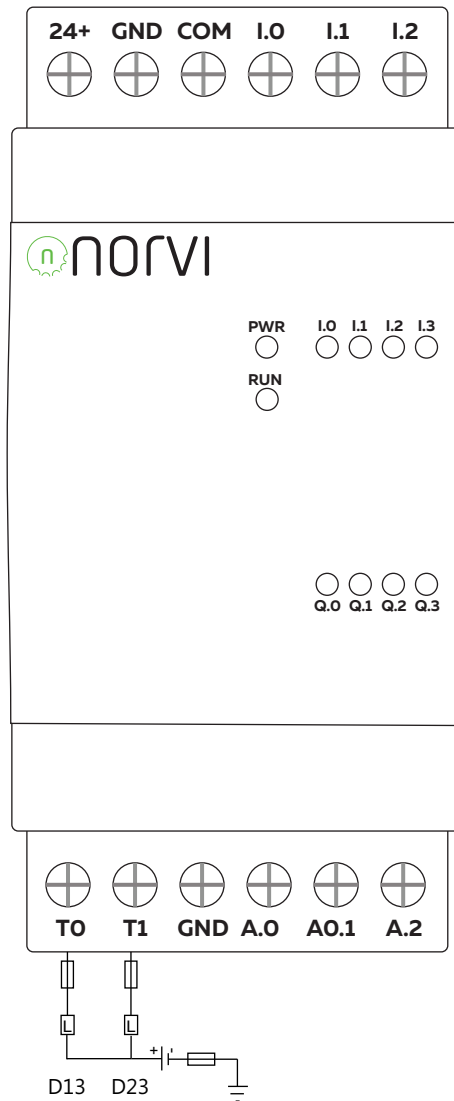 24+ GND COM I.0 I.1 I.2
n norvi
PWR I.0 I.1 I.2 I.3
RUN
Q.0 Q.1 Q.2 Q.3
T0 T1 GND A.0 A0.1 A.2
L L
+ -
D13 D23